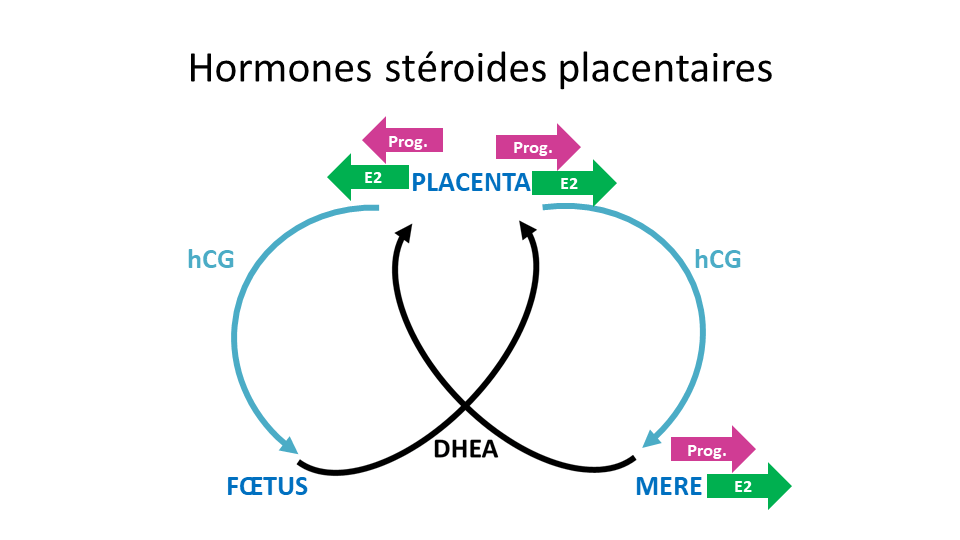 Hormones stéroides placentaires
Prog.
Prog.
E2
PLACENTA
E2
hCG
hCG
DHEA
Prog.
FŒTUS
MERE
E2